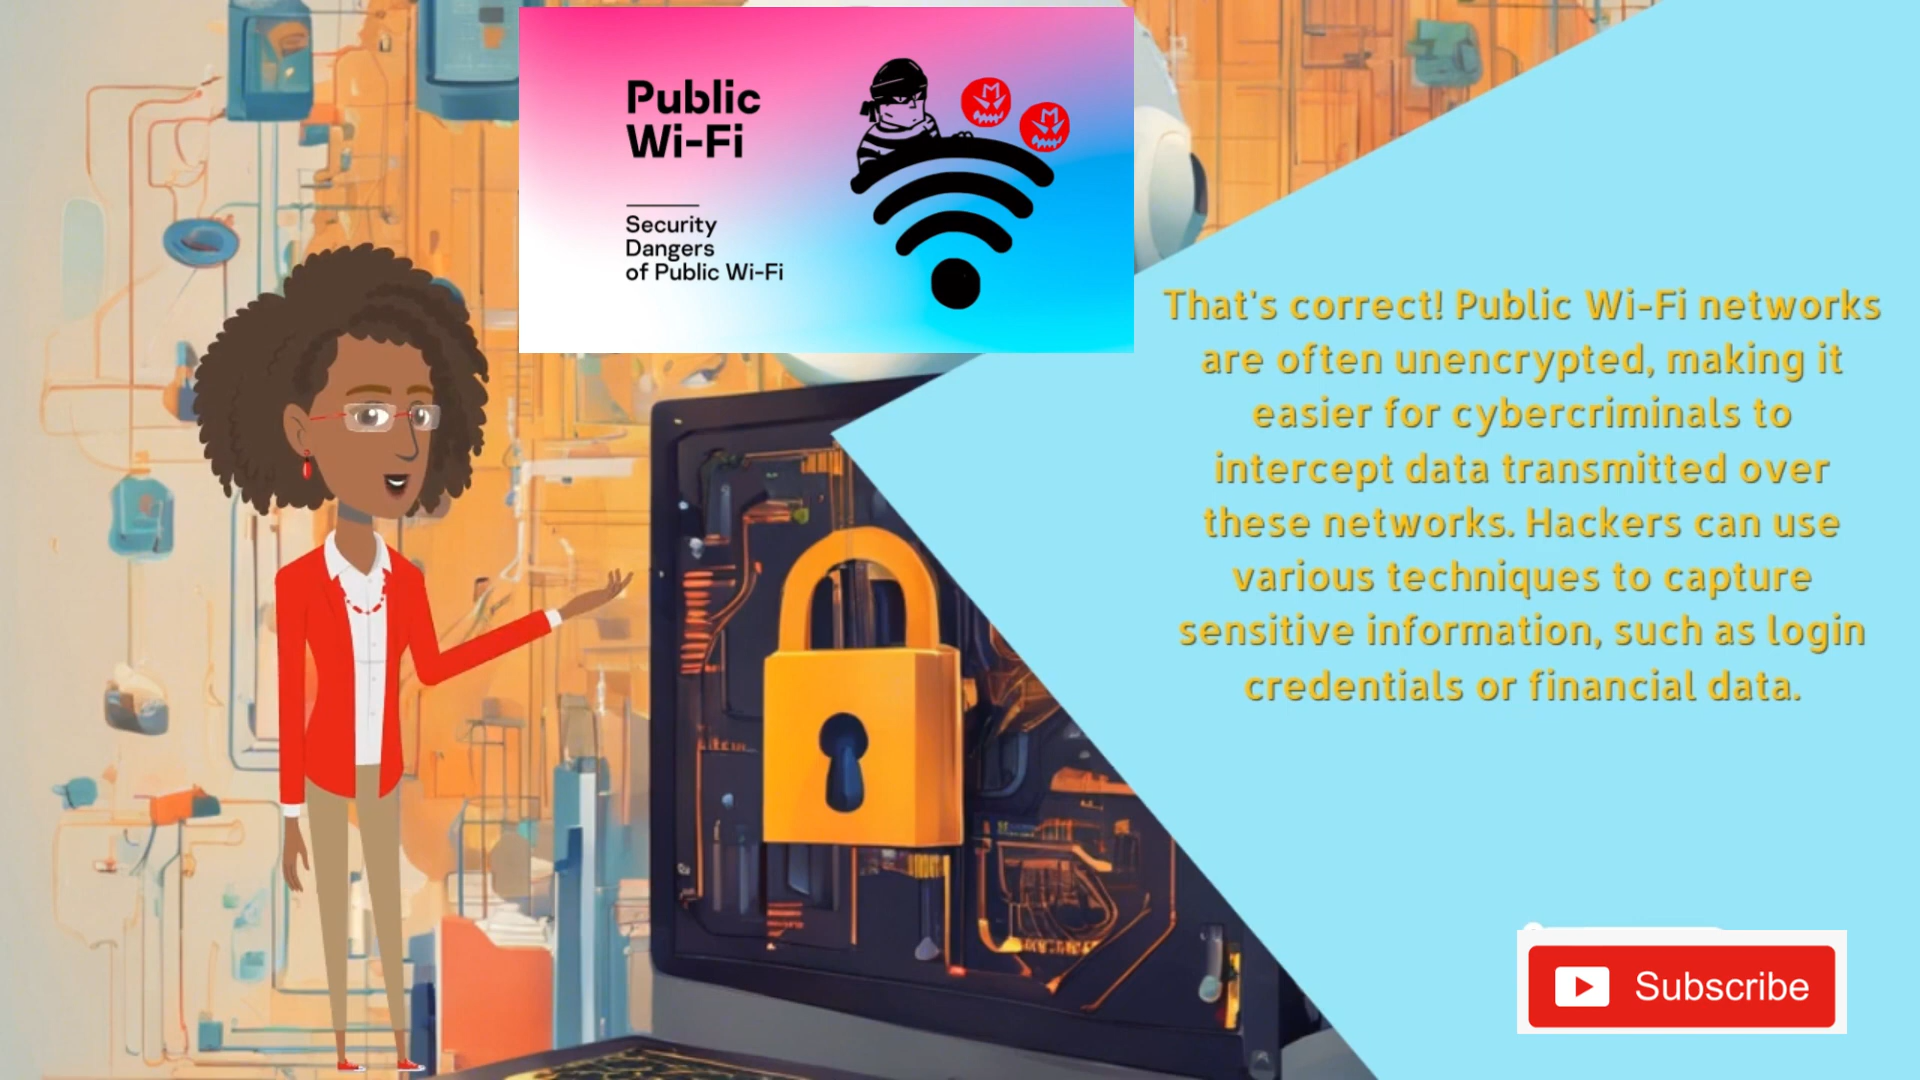 Public
Wi-Fi
Security
Dangers
of Public Wi-Fi
That's correct! Public Wi-Fi networks
are often unencrypted, making it
easier for cybercriminals to
intercept data transmitted over
these networks. Hackers can use
various techniques to capture
sensitive information, such as login
credentials or financial data.
Subscribe